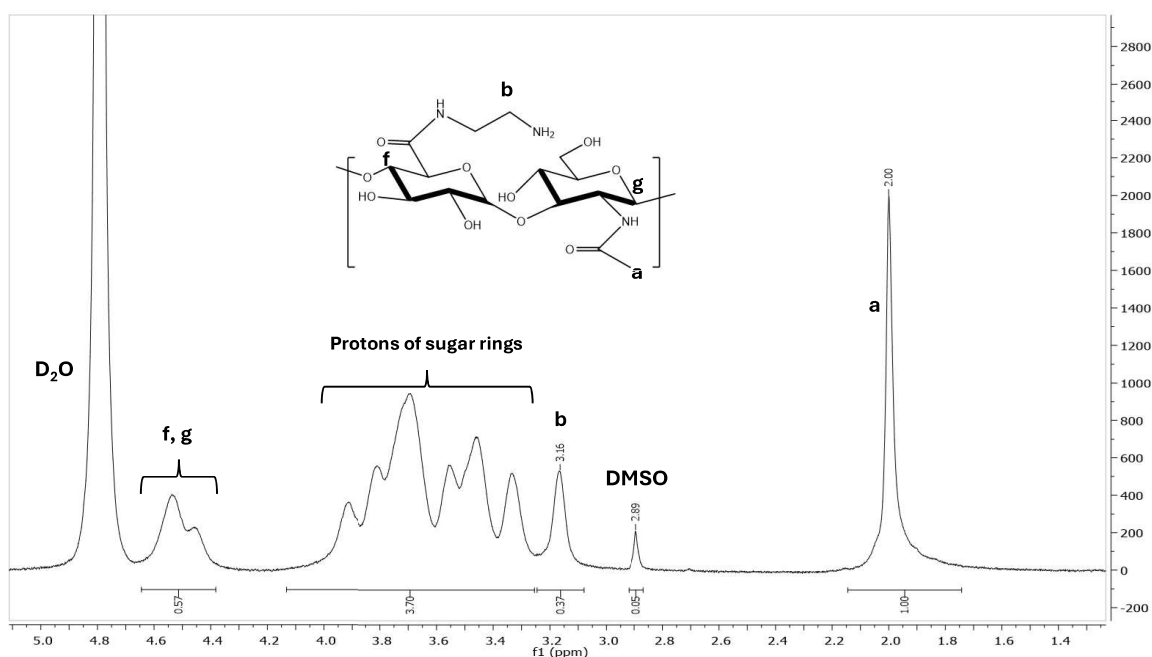 b
H
N
NH₂
O
f
O
O
HO
OH
O
OH
HO
O
g
NH
O
a
2.00
a
Protons of sugar rings
D₂O
f, g
b
3.16
DMSO
2.89
2800
2600
2400
2200
2000
1800
1600
1400
1200
1000
800
600
400
200
0
-200
0.57
3.70
0.37
0.05
1.00
5.0 4.8 4.6 4.4 4.2 4.0 3.8 3.6 3.4 3.2 3.0 2.8 2.6 2.4 2.2 2.0 1.8 1.6 1.4
f1 (ppm)